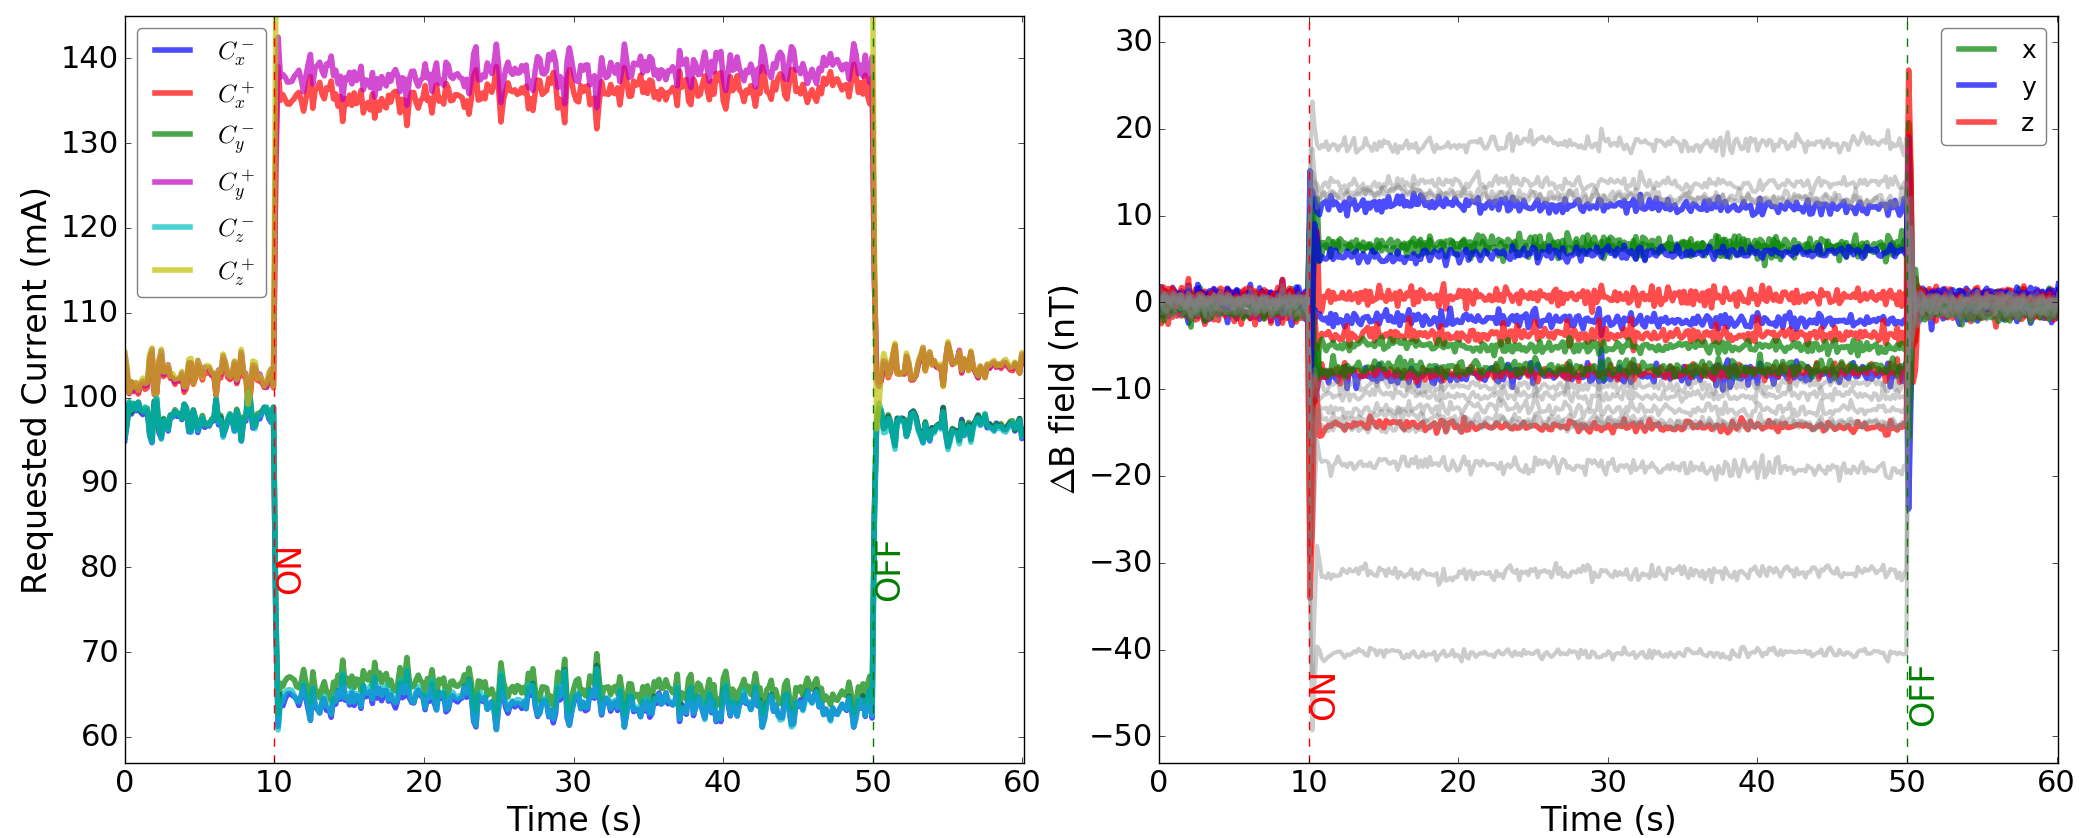 Requested Current (mA)
140
130
120
110
100
90
80
70
60
C_x^-
C_x^+
C_y^-
C_y^+
C_z^-
C_z^+
ON
OFF
0 10 20 30 40 50 60
Time (s)
ΔB field (nT)
30
20
10
0
−10
−20
−30
−40
−50
x
y
z
ON
OFF
0 10 20 30 40 50 60
Time (s)